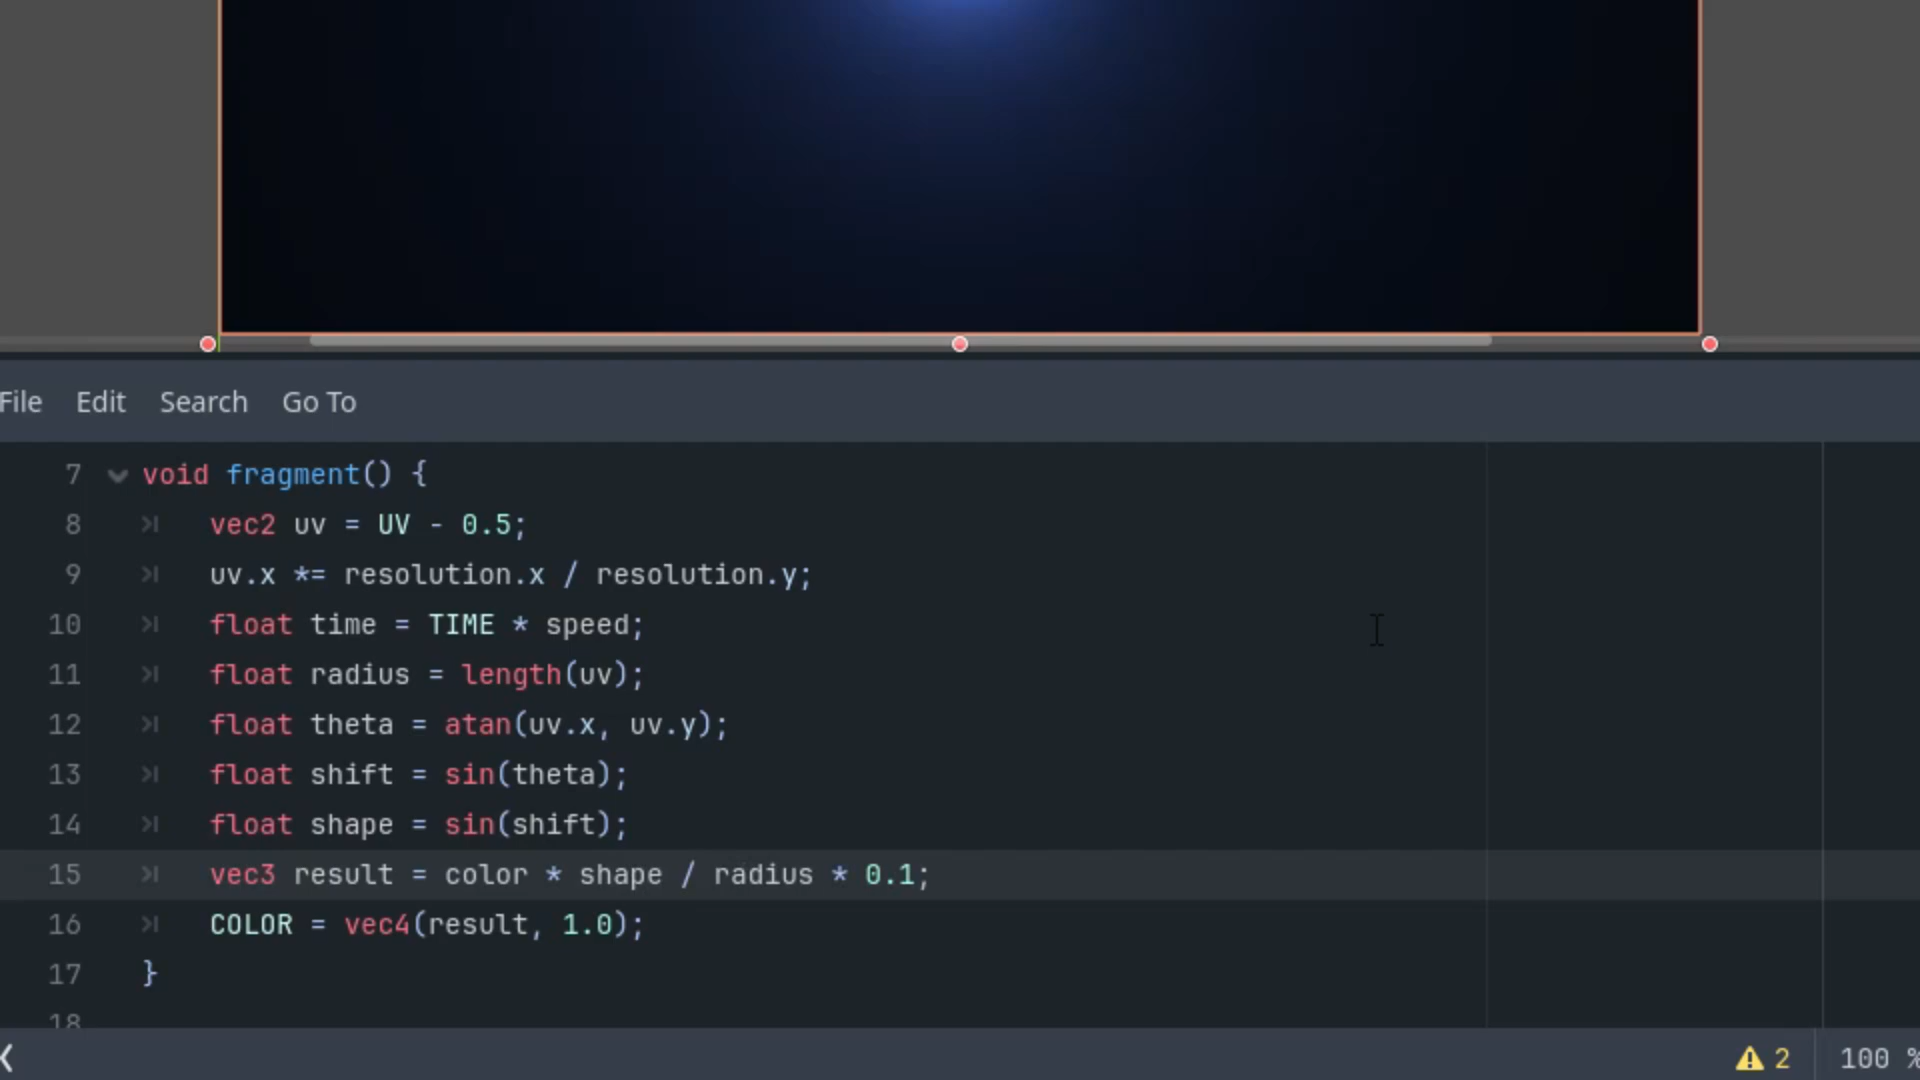 File Edit Search Go To
7 void fragment() {
8 vec2 uv = UV - 0.5;
9 uv.x *= resolution.x / resolution.y;
10 float time = TIME * speed;
11 float radius = length(uv);
12 float theta = atan(uv.x, uv.y);
13 float shift = sin(theta);
14 float shape = sin(shift);
15 vec3 result = color * shape / radius * 0.1;
16 COLOR = vec4(result, 1.0);
17 }
18
2 100 %